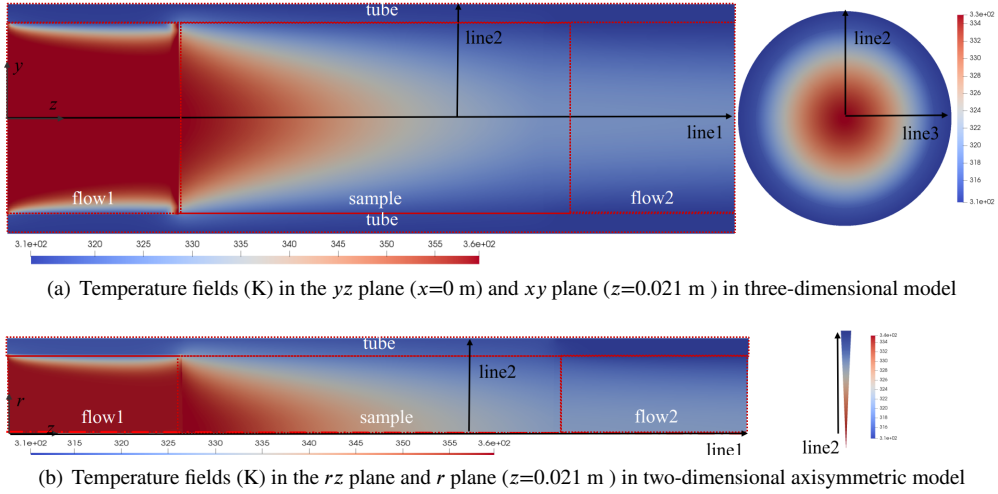 tube
line2
y
z
line1
flow1
sample
flow2
tube
3.1e+02 320 325 330 335 340 345 350 355 3.6e+02
line2
line3
3.3e+02
334
332
330
328
326
324
322
320
3.1e+02
(a) Temperature fields (K) in the yz plane (x=0 m) and xy plane (z=0.021 m ) in three-dimensional model
tube
line2
r
flow1
sample
flow2
z
3.1e+02 315 320 325 330 335 340 345 350 3.6e+02
line1
line2
(b) Temperature fields (K) in the rz plane and r plane (z=0.021 m ) in two-dimensional axisymmetric model